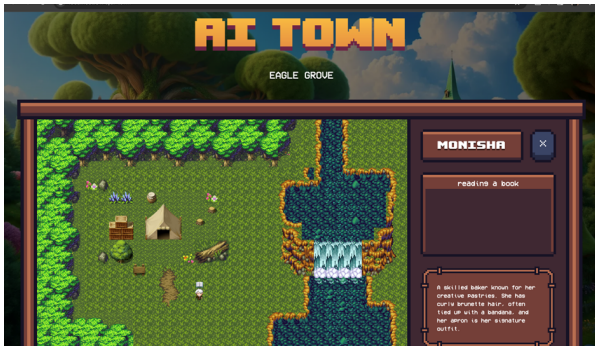 AI TOWN
EAGLE GROVE
MONISHA
×
reading a book
A skilled baker known for her
creative pastries. She has
curly brunette hair, often
tied up with a bandana, and
her apron is her signature
outfit.